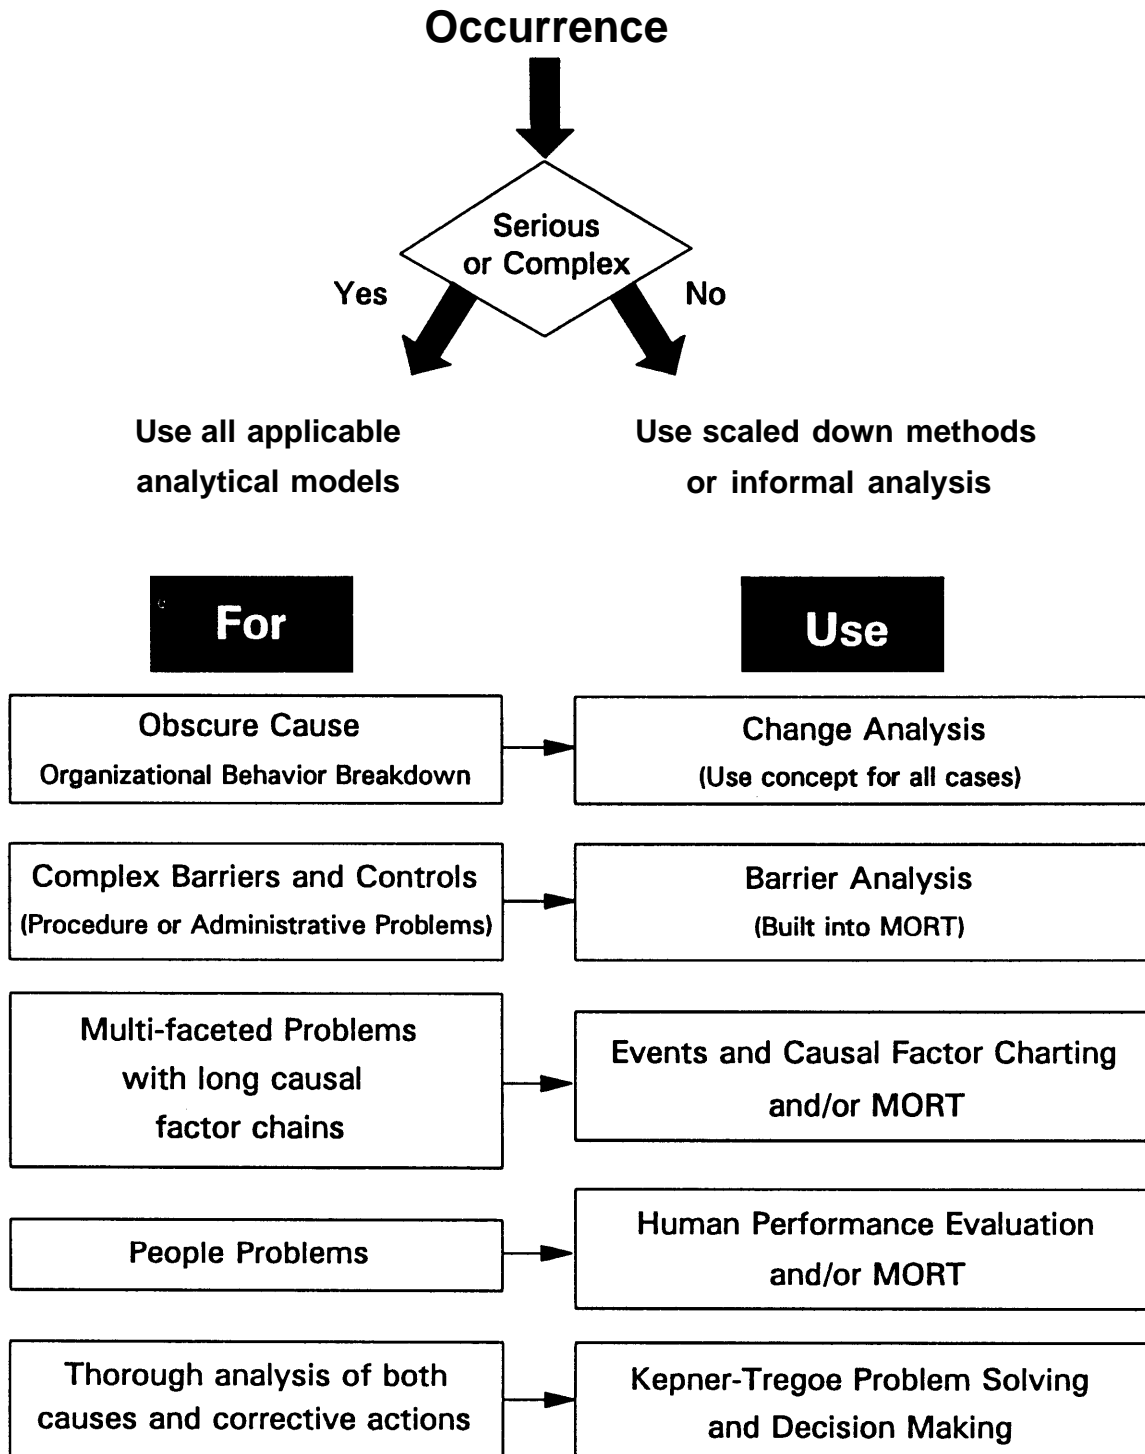 Occurrence
Serious
or Complex
Yes
No
Use all applicable
analytical models
Use scaled down methods
or informal analysis
For
Use
Obscure Cause
Organizational Behavior Breakdown
Change Analysis
(Use concept for all cases)
Complex Barriers and Controls
(Procedure or Administrative Problems)
Barrier Analysis
(Built into MORT)
Multi-faceted Problems
with long causal
factor chains
Events and Causal Factor Charting
and/or MORT
People Problems
Human Performance Evaluation
and/or MORT
Thorough analysis of both
causes and corrective actions
Kepner-Tregoe Problem Solving
and Decision Making